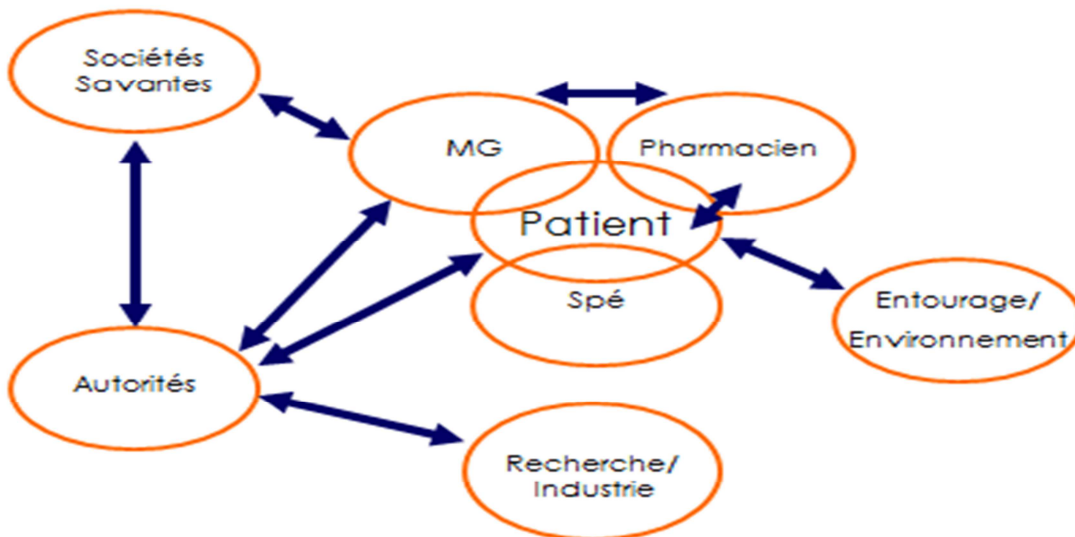 Sociétés
Savantes
MG
Pharmacien
Patient
Spé
Entourage/
Environnement
Autorités
Recherche/
Industrie